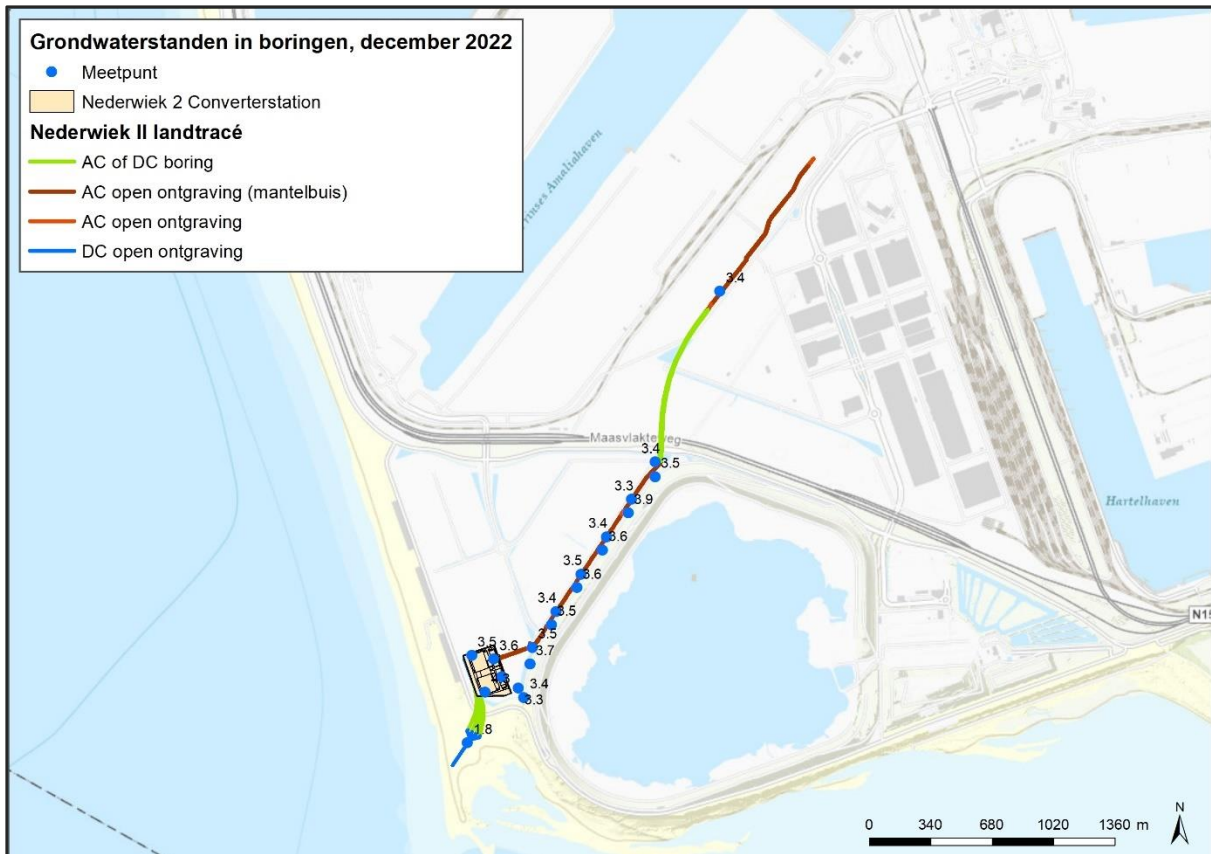 Grondwaterstanden in boringen, december 2022
Meetpunt
Nederwiek 2 Converterstation
Nederwiek II landtracé
AC of DC boring
AC open ontgraving (mantelbuis)
AC open ontgraving
DC open ontgraving
Amaliahaven
3.4
Maasvlakteweg
3.4
3.5
3.3
3.9
Hartelhaven
3.4
3.6
3.5
3.6
3.4
3.5
N15
3.5
3.5
3.6
3.7
3.4
3.3
1.8
N
0 340 680 1020 1360 m